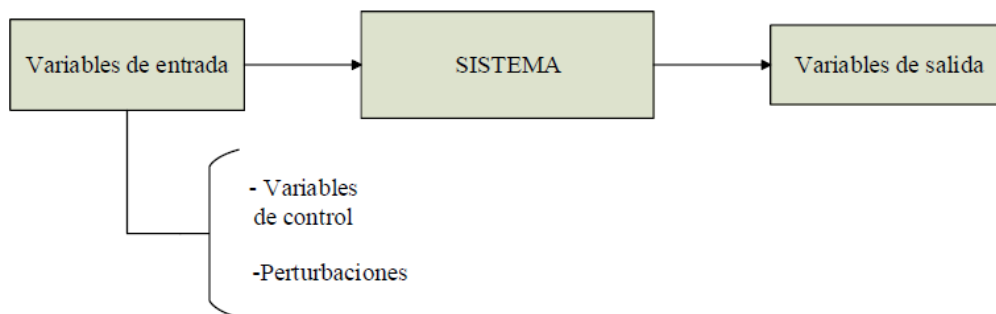 Variables de entrada
SISTEMA
Variables de salida
- Variables
de control
-Perturbaciones